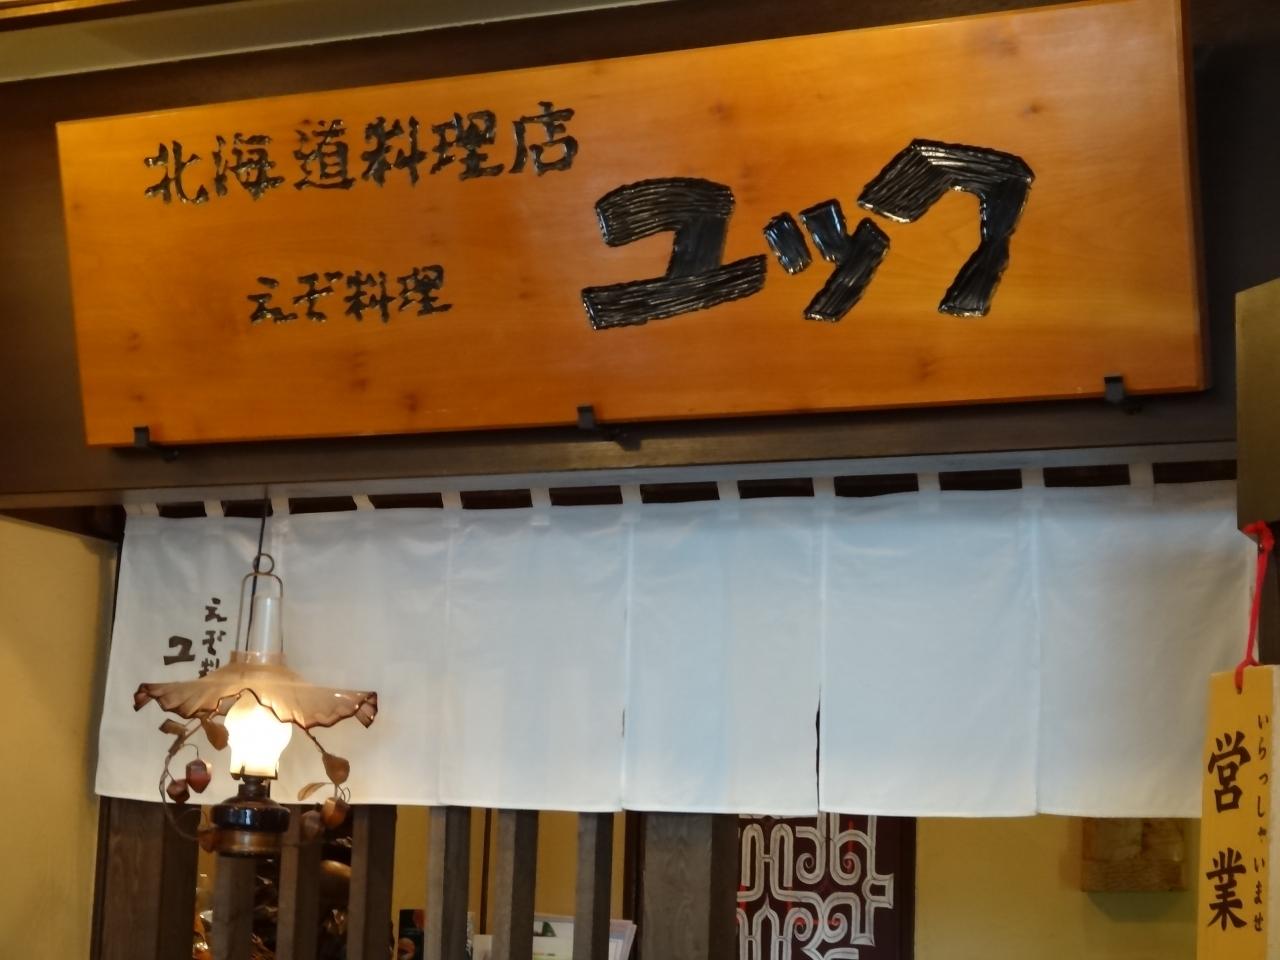 北海道料理店
えぞ料理
ユック
えぞ料
ユ
いらっしゃいませ
営業